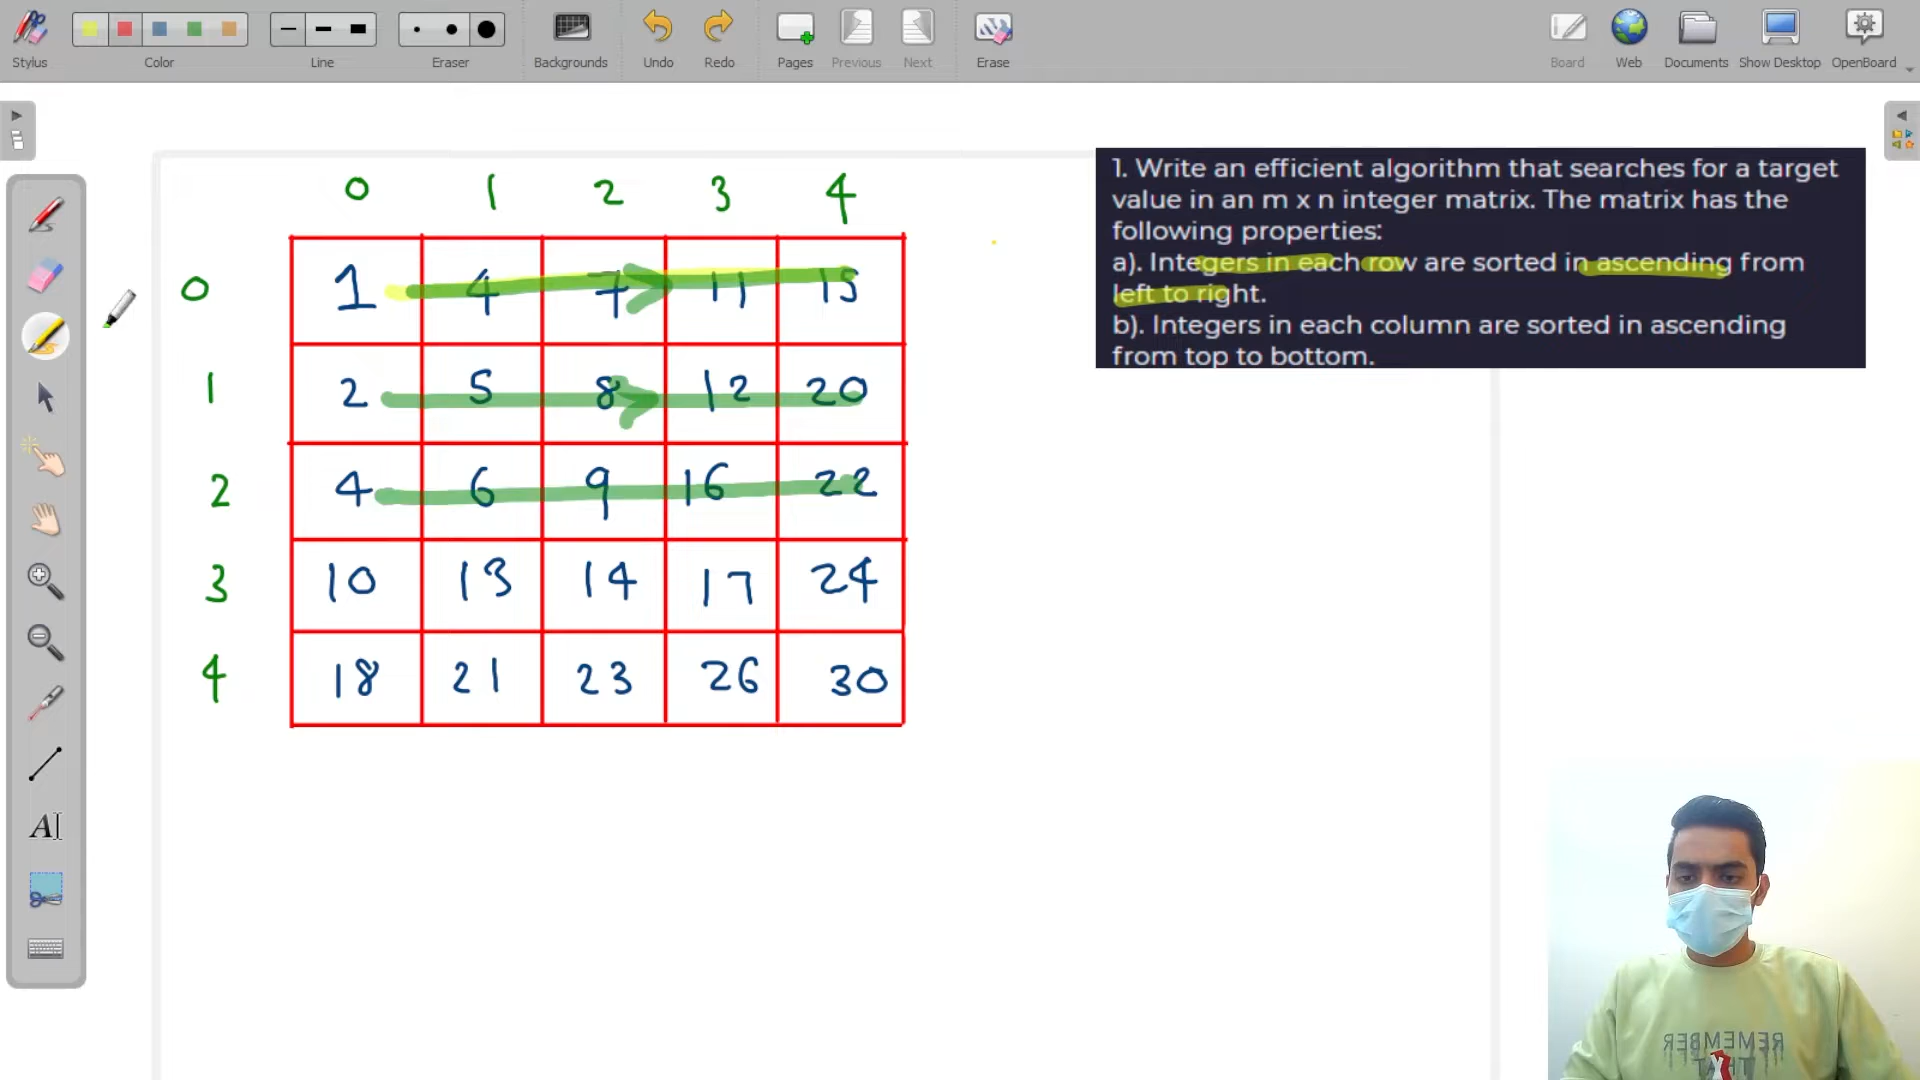 Stylus Color Line Eraser Backgrounds Undo Redo Pages Previous Next Erase Board Web Documents Show Desktop OpenBoard
0 1 2 3 4
0 1 4 7 11 15
1 2 5 8 12 20
2 4 6 9 16 22
3 10 13 14 17 24
4 18 21 23 26 30
1. Write an efficient algorithm that searches for a target
value in an m x n integer matrix. The matrix has the
following properties:
a). Integers in each row are sorted in ascending from
left to right.
b). Integers in each column are sorted in ascending
from top to bottom.
A
REMEMBER
THAT